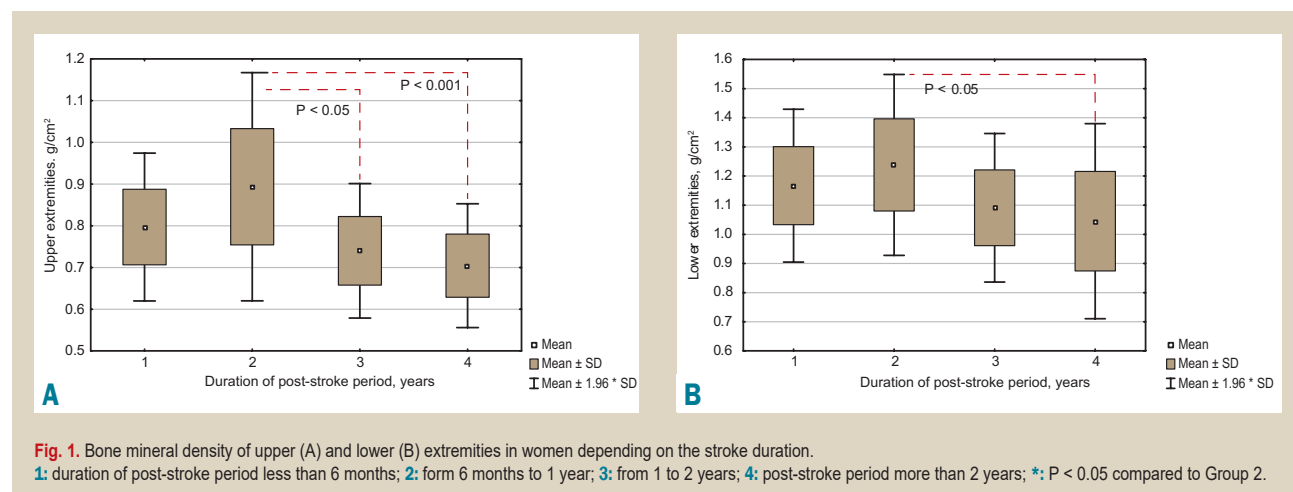 1.2
1.1
1.0
0.9
0.8
0.7
0.6
0.5
Upper extremities. g/cm²
P < 0.001
P < 0.05
1 2 3 4
Duration of post-stroke period, years
Mean
Mean ± SD
Mean ± 1.96 * SD
A
1.6
1.5
1.4
1.3
1.2
1.1
1.0
0.9
0.8
0.7
0.6
Lower extremities, g/cm²
P < 0.05
1 2 3 4
Duration of post-stroke period, years
Mean
Mean ± SD
Mean ± 1.96 * SD
B
Fig. 1. Bone mineral density of upper (A) and lower (B) extremities in women depending on the stroke duration.
1: duration of post-stroke period less than 6 months; 2: form 6 months to 1 year; 3: from 1 to 2 years; 4: post-stroke period more than 2 years; *: P < 0.05 compared to Group 2.